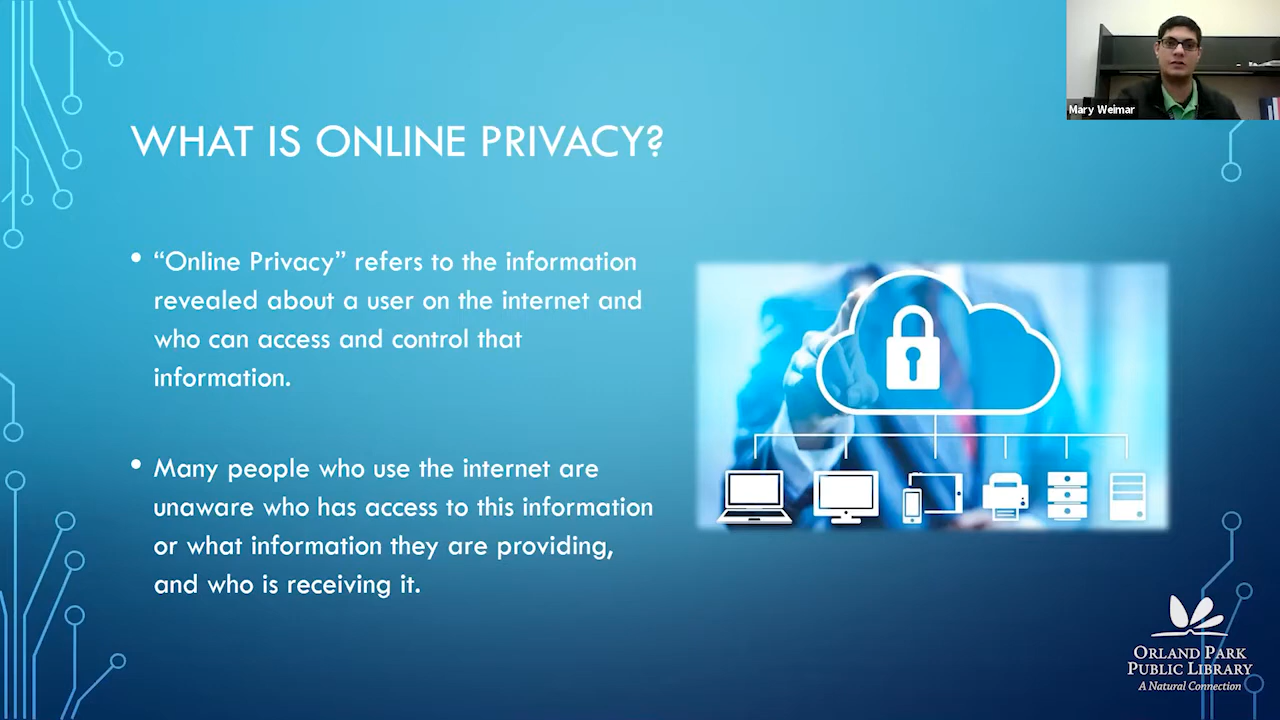 Mary Weimar
WHAT IS ONLINE PRIVACY?
• “Online Privacy” refers to the information
revealed about a user on the internet and
who can access and control that
information.
• Many people who use the internet are
unaware who has access to this information
or what information they are providing,
and who is receiving it.
ORLAND PARK
PUBLIC LIBRARY
A Natural Connection